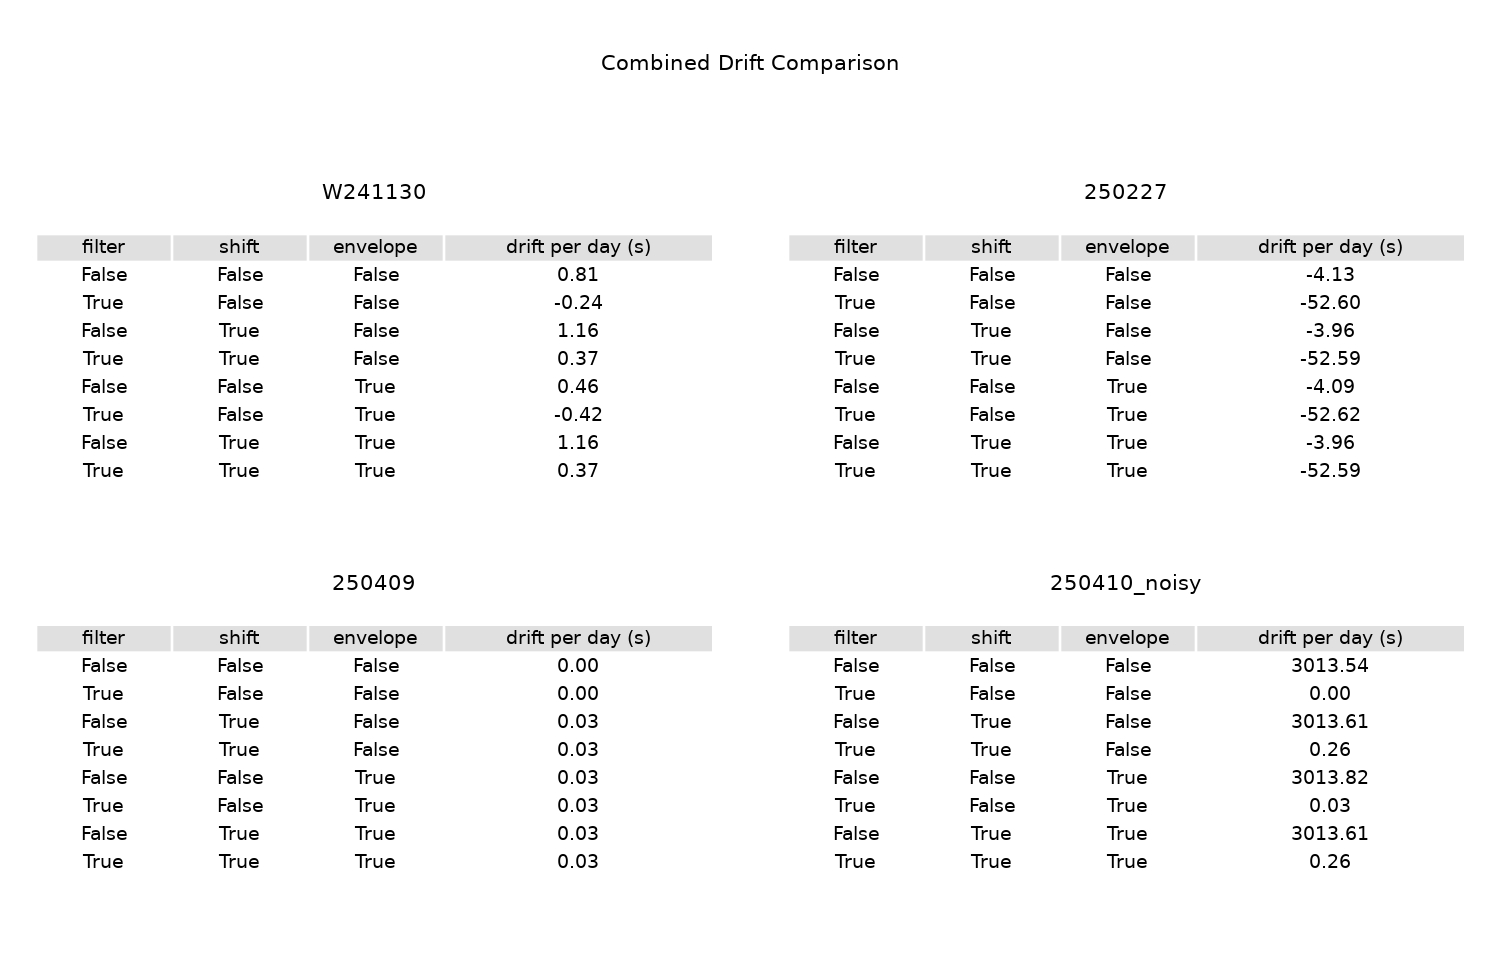 Combined Drift Comparison
W241130
filter shift envelope drift per day (s)
False False False 0.81
True False False -0.24
False True False 1.16
True True False 0.37
False False True 0.46
True False True -0.42
False True True 1.16
True True True 0.37
250227
filter shift envelope drift per day (s)
False False False -4.13
True False False -52.60
False True False -3.96
True True False -52.59
False False True -4.09
True False True -52.62
False True True -3.96
True True True -52.59
250409
filter shift envelope drift per day (s)
False False False 0.00
True False False 0.00
False True False 0.03
True True False 0.03
False False True 0.03
True False True 0.03
False True True 0.03
True True True 0.03
250410_noisy
filter shift envelope drift per day (s)
False False False 3013.54
True False False 0.00
False True False 3013.61
True True False 0.26
False False True 3013.82
True False True 0.03
False True True 3013.61
True True True 0.26